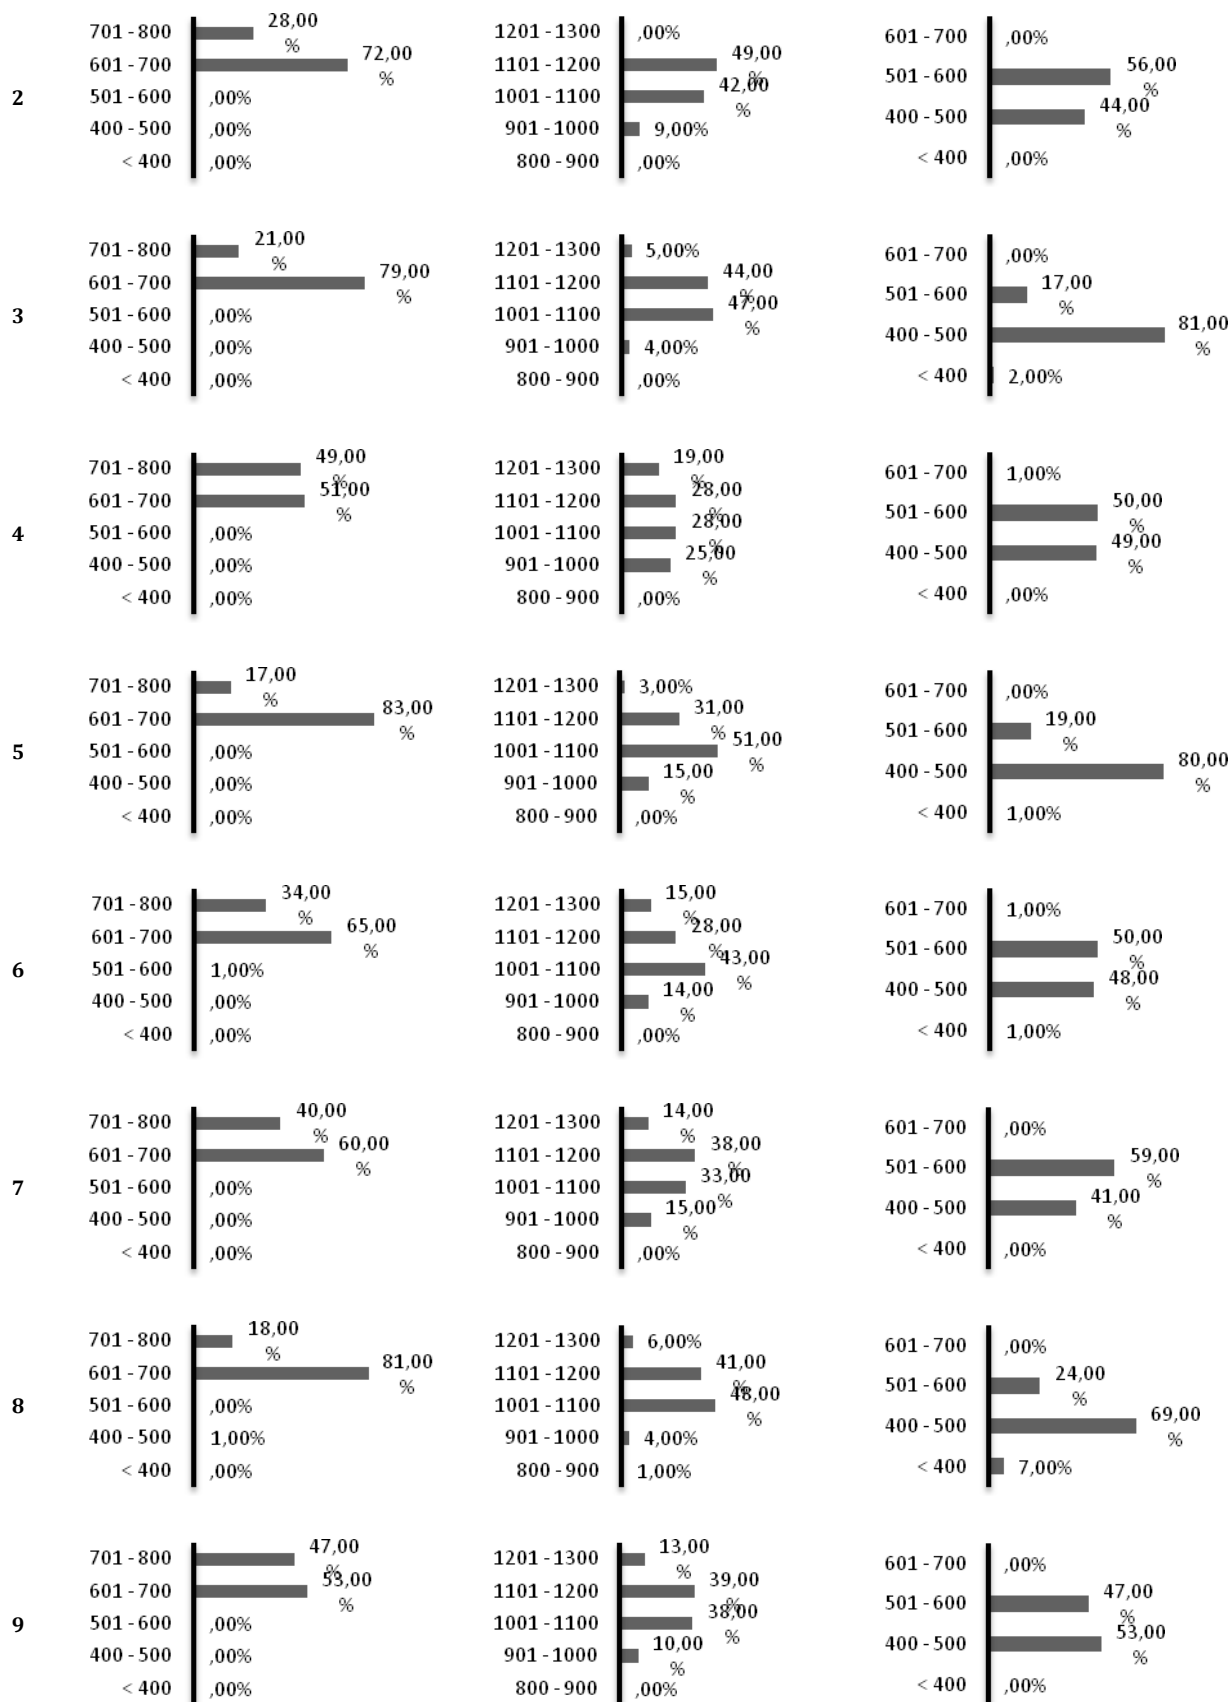 701 - 800 28,00 %
601 - 700 72,00 %
501 - 600 ,00%
400 - 500 ,00%
< 400 ,00%
1201 - 1300 ,00%
1101 - 1200 49,00 %
1001 - 1100 42,00 %
901 - 1000 9,00%
800 - 900 ,00%
601 - 700 ,00%
501 - 600 56,00 %
400 - 500 44,00 %
< 400 ,00%
2
701 - 800 21,00 %
601 - 700 79,00 %
501 - 600 ,00%
400 - 500 ,00%
< 400 ,00%
1201 - 1300 5,00%
1101 - 1200 44,00 %
1001 - 1100 47,00 %
901 - 1000 4,00%
800 - 900 ,00%
601 - 700 ,00%
501 - 600 17,00 %
400 - 500 81,00 %
< 400 2,00%
3
701 - 800 49,00 %
601 - 700 51,00 %
501 - 600 ,00%
400 - 500 ,00%
< 400 ,00%
1201 - 1300 19,00 %
1101 - 1200 28,00 %
1001 - 1100 28,00 %
901 - 1000 25,00 %
800 - 900 ,00%
601 - 700 1,00%
501 - 600 50,00 %
400 - 500 49,00 %
< 400 ,00%
4
701 - 800 17,00 %
601 - 700 83,00 %
501 - 600 ,00%
400 - 500 ,00%
< 400 ,00%
1201 - 1300 3,00%
1101 - 1200 31,00 %
1001 - 1100 51,00 %
901 - 1000 15,00 %
800 - 900 ,00%
601 - 700 ,00%
501 - 600 19,00 %
400 - 500 80,00 %
< 400 1,00%
5
701 - 800 34,00 %
601 - 700 65,00 %
501 - 600 1,00%
400 - 500 ,00%
< 400 ,00%
1201 - 1300 15,00 %
1101 - 1200 28,00 %
1001 - 1100 43,00 %
901 - 1000 14,00 %
800 - 900 ,00%
601 - 700 1,00%
501 - 600 50,00 %
400 - 500 48,00 %
< 400 1,00%
6
701 - 800 40,00 %
601 - 700 60,00 %
501 - 600 ,00%
400 - 500 ,00%
< 400 ,00%
1201 - 1300 14,00 %
1101 - 1200 38,00 %
1001 - 1100 33,00 %
901 - 1000 15,00 %
800 - 900 ,00%
601 - 700 ,00%
501 - 600 59,00 %
400 - 500 41,00 %
< 400 ,00%
7
701 - 800 18,00 %
601 - 700 81,00 %
501 - 600 ,00%
400 - 500 1,00%
< 400 ,00%
1201 - 1300 6,00%
1101 - 1200 41,00 %
1001 - 1100 48,00 %
901 - 1000 4,00%
800 - 900 1,00%
601 - 700 ,00%
501 - 600 24,00 %
400 - 500 69,00 %
< 400 7,00%
8
701 - 800 47,00 %
601 - 700 53,00 %
501 - 600 ,00%
400 - 500 ,00%
< 400 ,00%
1201 - 1300 13,00 %
1101 - 1200 39,00 %
1001 - 1100 38,00 %
901 - 1000 10,00 %
800 - 900 ,00%
601 - 700 ,00%
501 - 600 47,00 %
400 - 500 53,00 %
< 400 ,00%
9